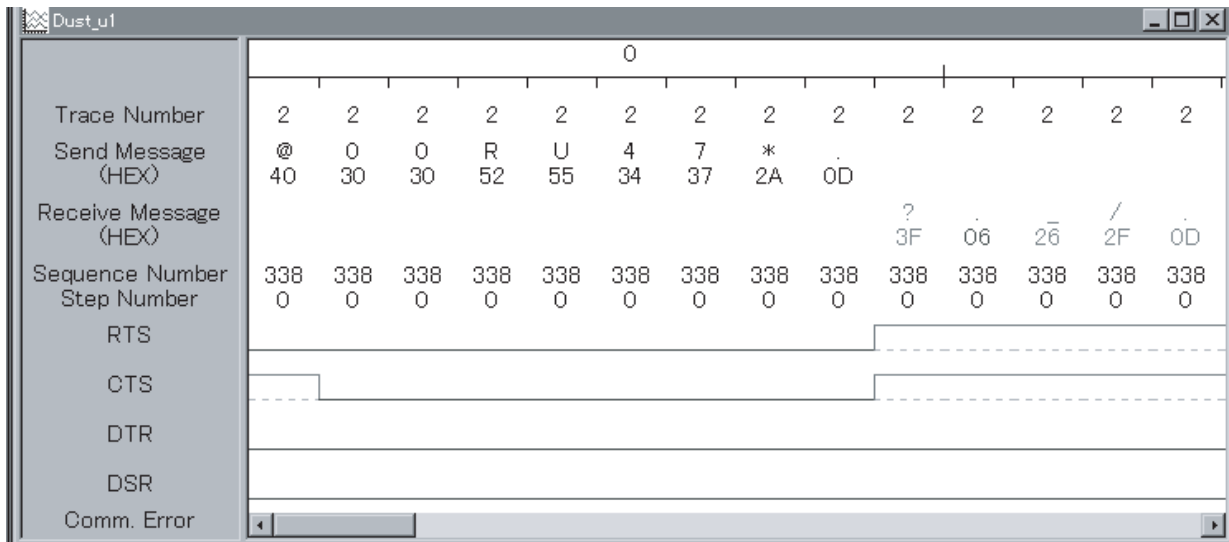 Dust_u1
0
Trace Number 2 2 2 2 2 2 2 2 2 2 2 2 2 2
Send Message @ 0 0 R U 4 7 * .
(HEX) 40 30 30 52 55 34 37 2A 0D
Receive Message ? . _ / .
(HEX) 3F 06 26 2F 0D
Sequence Number 338 338 338 338 338 338 338 338 338 338 338 338 338 338
Step Number 0 0 0 0 0 0 0 0 0 0 0 0 0 0
RTS
CTS
DTR
DSR
Comm. Error